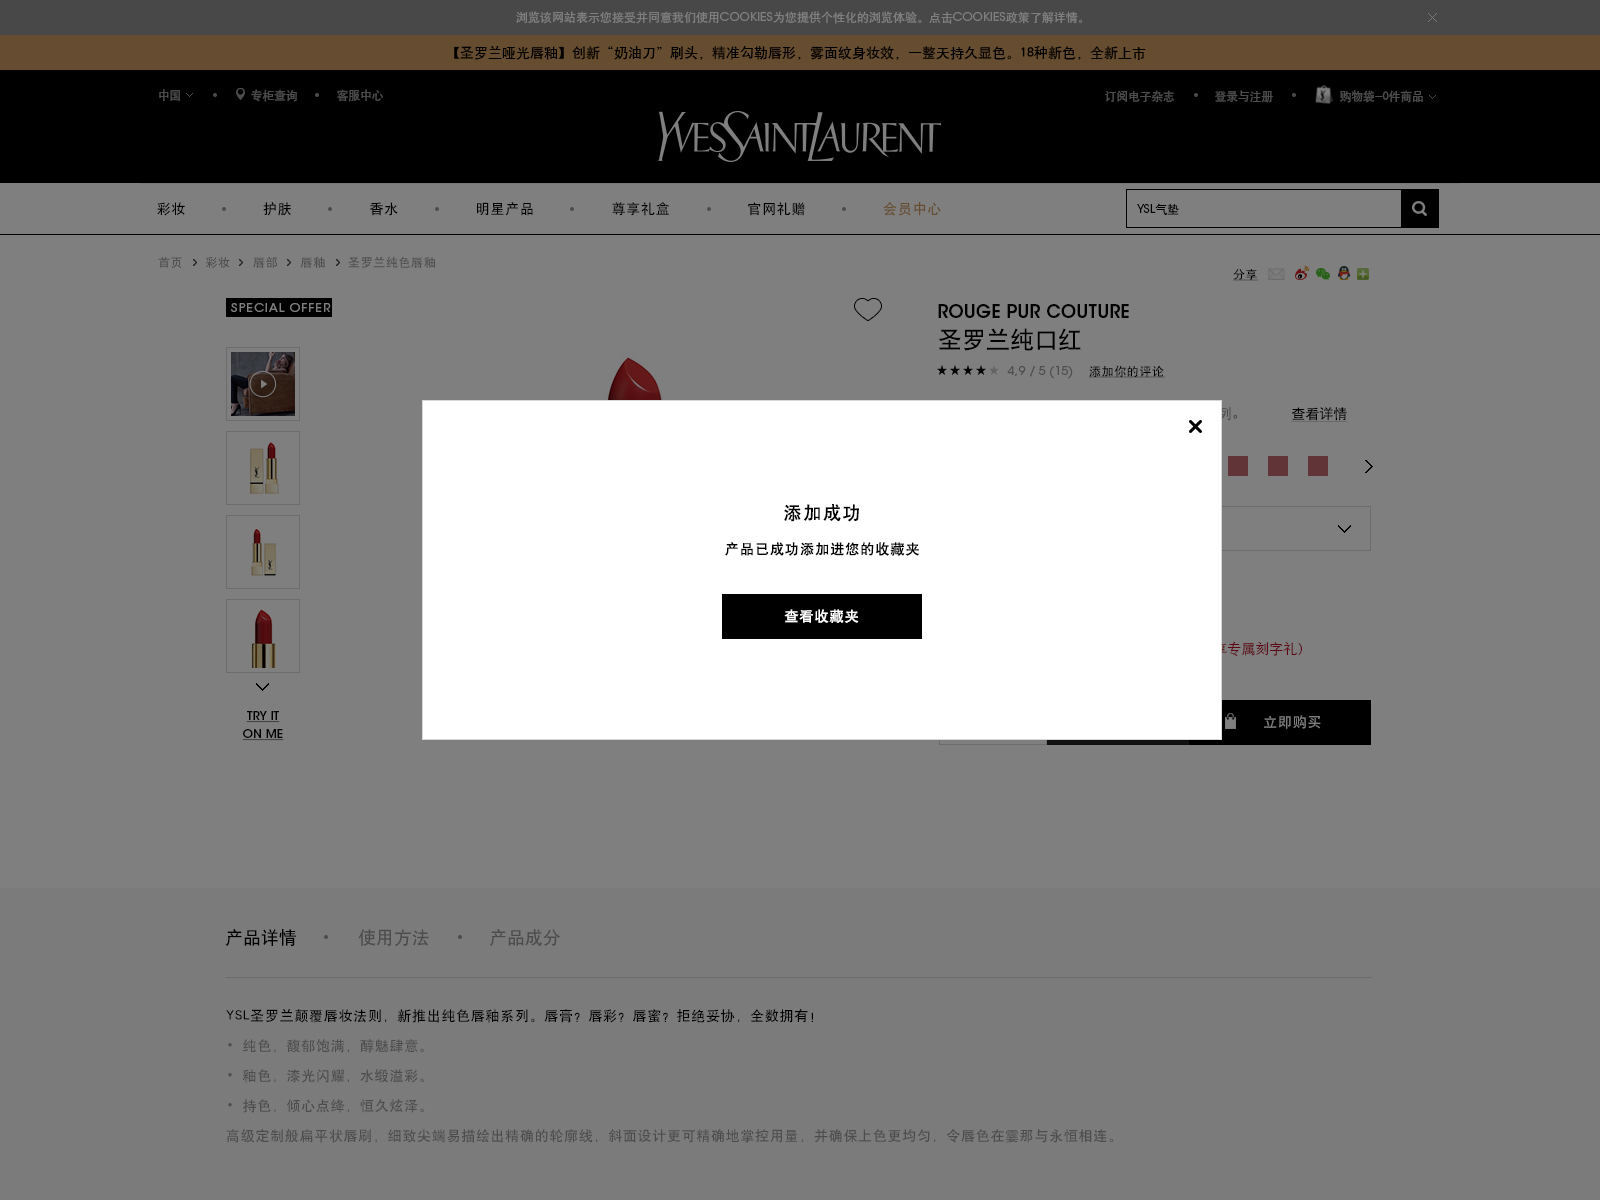 浏览该网站表示您接受并同意我们使用COOKIES为您提供个性化的浏览体验。点击COOKIES政策了解详情。
【圣罗兰哑光唇釉】创新“奶油刀”刷头，精准勾勒唇形，雾面纹身妆效，一整天持久显色。18种新色，全新上市
中国 • 专柜查询 • 客服中心
订阅电子杂志 • 登录与注册 • 购物袋—0件商品
YVESSAINTLAURENT
彩妆 • 护肤 • 香水 • 明星产品 • 尊享礼盒 • 官网礼赠 • 会员中心
YSL气垫
首页 > 彩妆 > 唇部 > 唇釉 > 圣罗兰纯色唇釉
分享
SPECIAL OFFER
ROUGE PUR COUTURE
圣罗兰纯口红
4,9 / 5 (15) 添加你的评论
列。 查看详情
添加成功
产品已成功添加进您的收藏夹
查看收藏夹
专属刻字礼）
立即购买
TRY IT
ON ME
产品详情 • 使用方法 • 产品成分
YSL圣罗兰颠覆唇妆法则，新推出纯色唇釉系列。唇膏？唇彩？唇蜜？拒绝妥协，全数拥有！
• 纯色，馥郁饱满，醇魅肆意。
• 釉色，漆光闪耀，水缎溢彩。
• 持色，倾心点绛，恒久炫泽。
高级定制般扁平状唇刷，细致尖端易描绘出精确的轮廓线，斜面设计更可精确地掌控用量，并确保上色更均匀，令唇色在霎那与永恒相连。